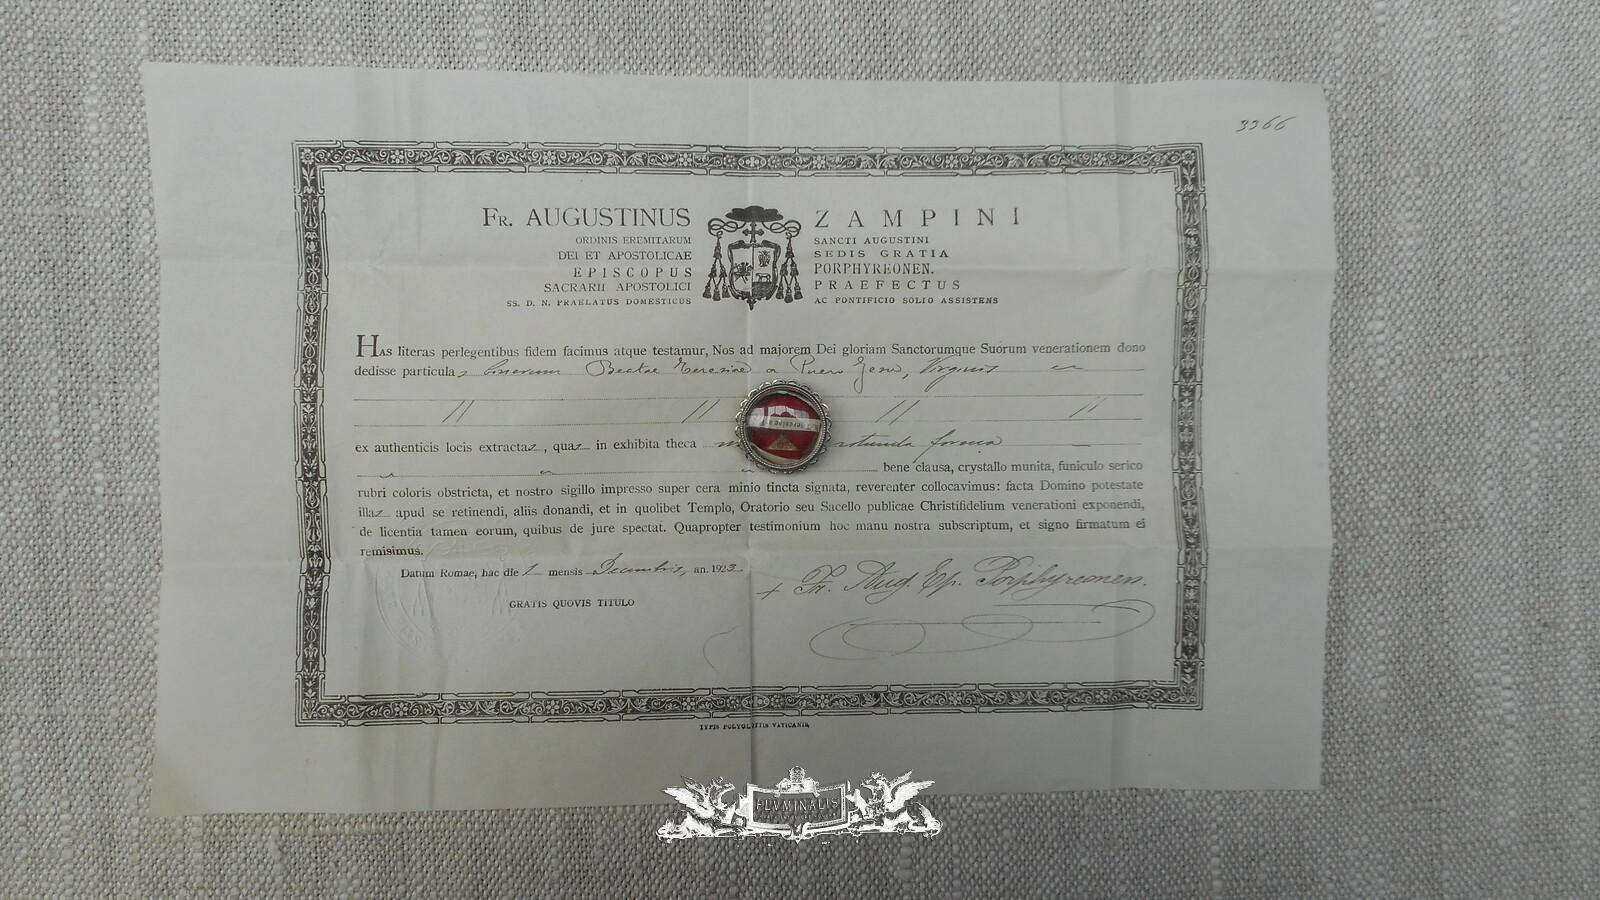 3366
FR. AUGUSTINUS ZAMPINI
ORDINIS EREMITARUM SANCTI AUGUSTINI
DEI ET APOSTOLICAE SEDIS GRATIA
EPISCOPUS PORPHYREONEN.
SACRARII APOSTOLICI PRAEFECTUS
SS. D. N. PRAELATUS DOMESTICUS AC PONTIFICIO SOLIO ASSISTENS
HAS literas perlegentibus fidem facimus atque testamur, Nos ad majorem Dei gloriam Sanctorumque Suorum venerationem dono
dedisse particulas Beatae Teresiae a Puero Jesu, Virginis
ex authenticis locis extractas, quas in exhibita theca rotunda forma
bene clausa, crystallo munita, funiculo serico
rubri coloris obstricta, et nostro sigillo impresso super cera minio tincta signata, reverenter collocavimus: facta Domino potestate
illas apud se retinendi, aliis donandi, et in quolibet Templo, Oratorio seu Sacello publicae Christifidelium venerationi exponendi,
de licentia tamen eorum, quibus de jure spectat. Quapropter testimonium hoc manu nostra subscriptum, et signo firmatum ei
remisimus.
Datum Romae, hac die 1 mensis Decembris, an. 1923
+ Fr. Aug. Ep. Porphyreonen.
GRATIS QUOVIS TITULO
TYPIS POLYGLOTTIS VATICANIS
FLVMINALIS